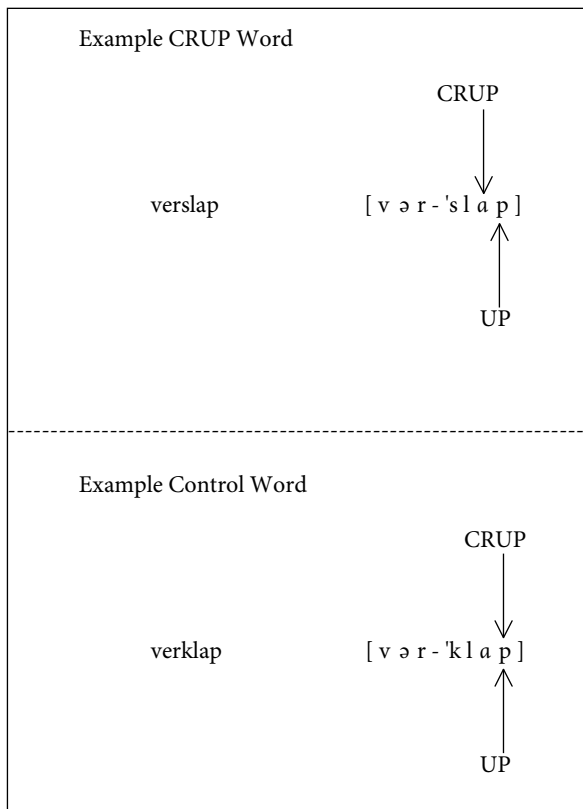 Example CRUP Word
CRUP
verslap [ v ə r - 's l ɑ p ]
UP
Example Control Word
CRUP
verklap [ v ə r - 'k l ɑ p ]
UP